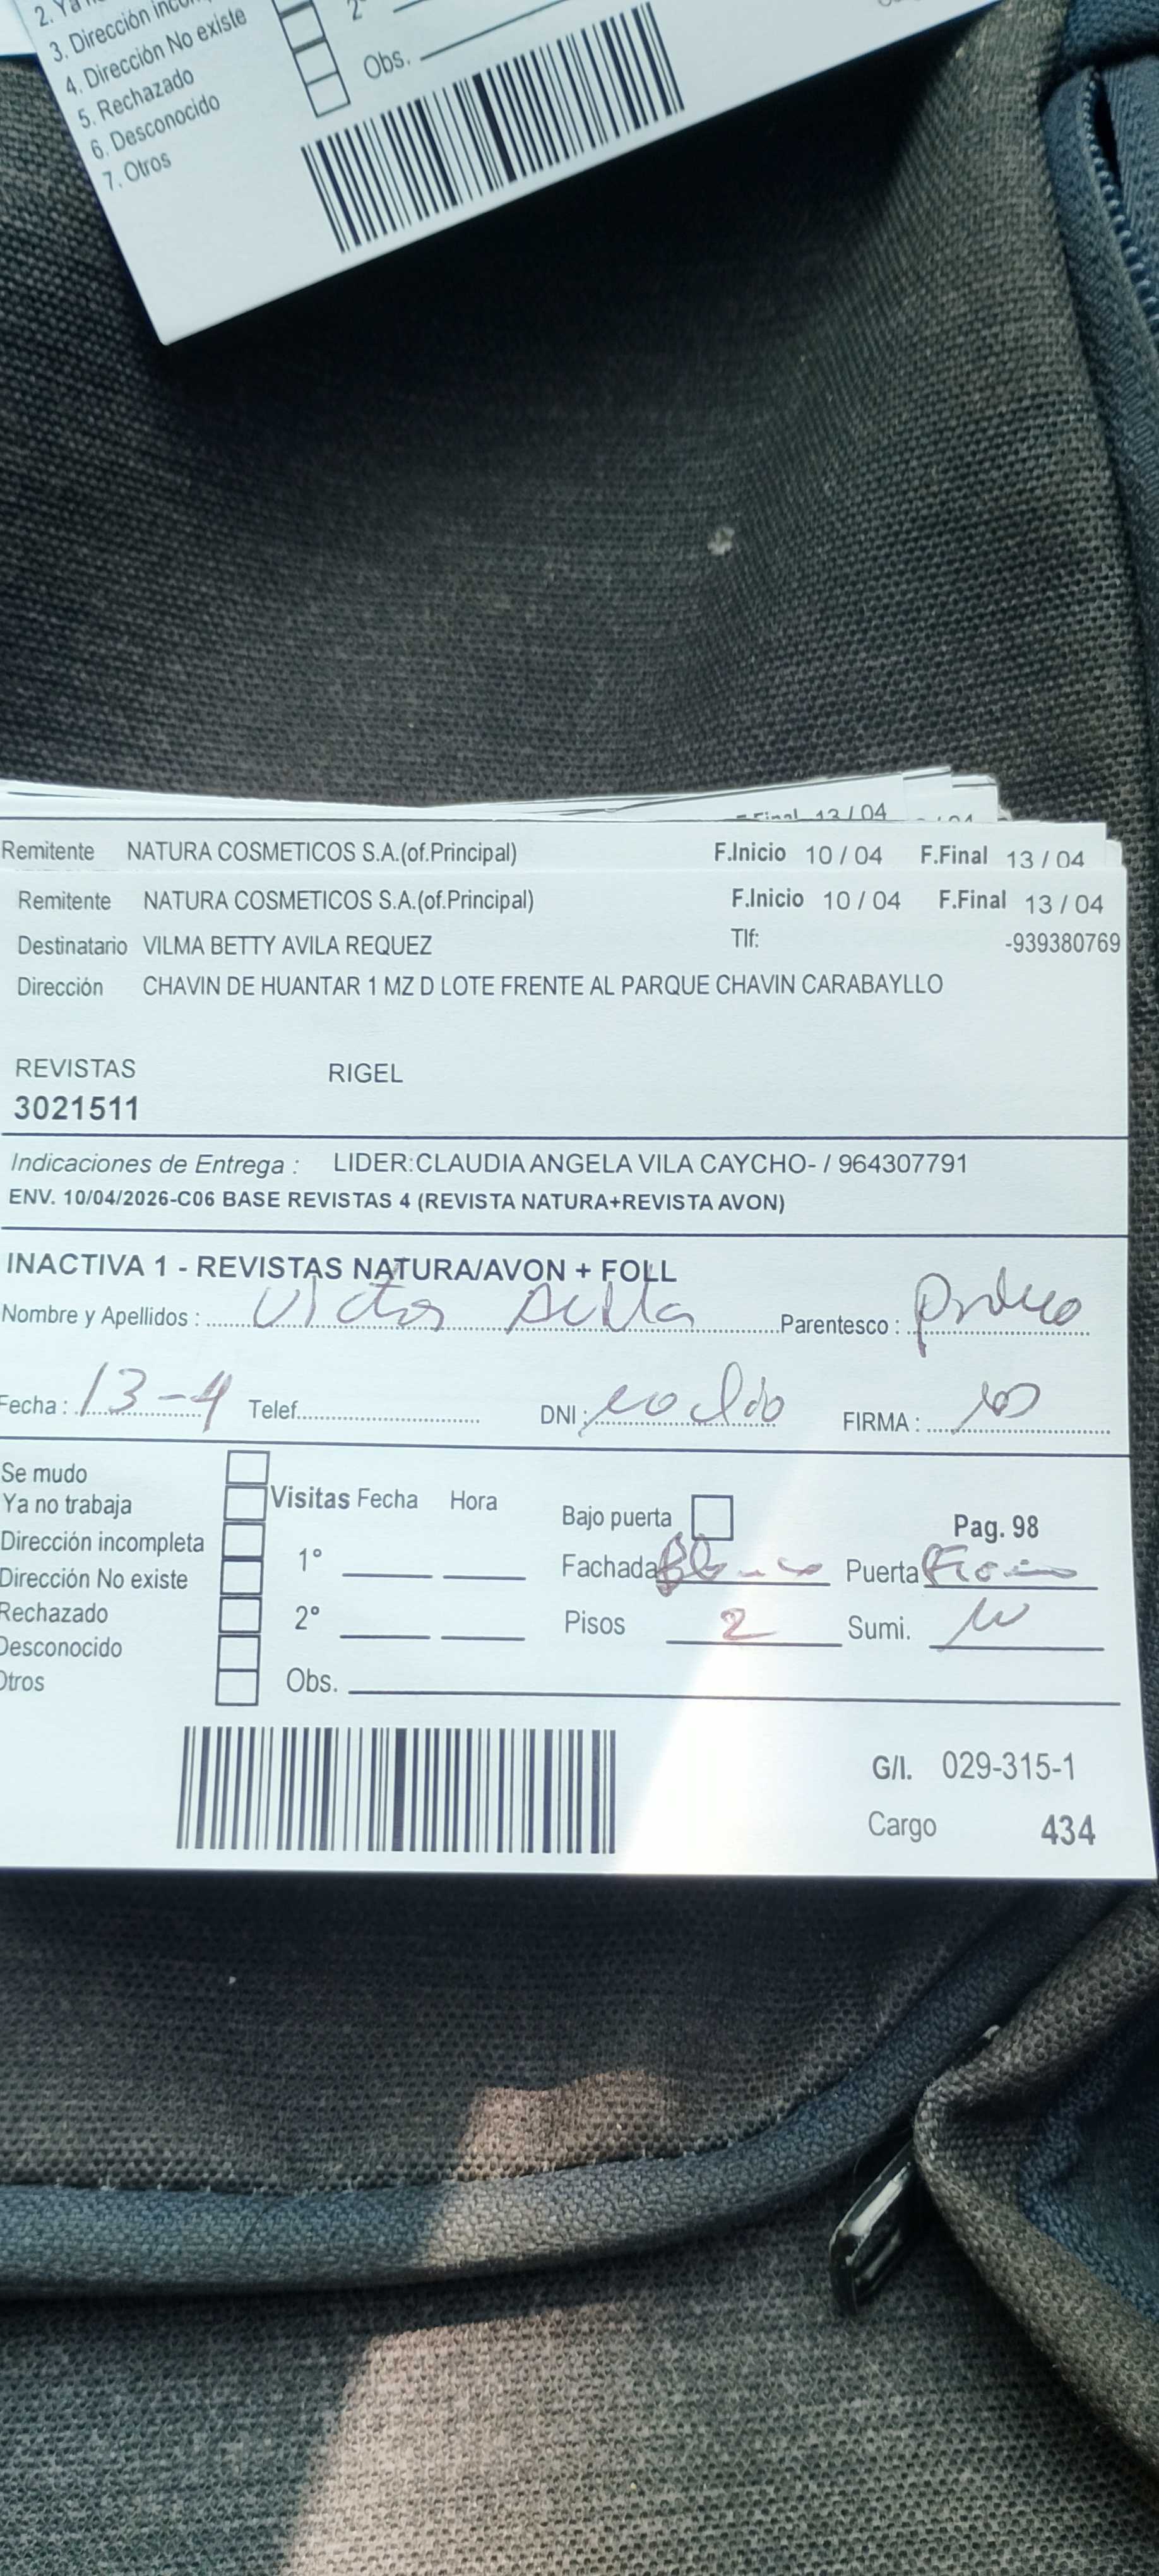 3. Dirección
4. Dirección No existe
5. Rechazado
6. Desconocido
7. Otros
Obs.
F.Final 13 / 04
Remitente NATURA COSMETICOS S.A.(of.Principal) F.Inicio 10 / 04 F.Final 13 / 04
Remitente NATURA COSMETICOS S.A.(of.Principal) F.Inicio 10 / 04 F.Final 13 / 04
Destinatario VILMA BETTY AVILA REQUEZ Tlf: -939380769
Dirección CHAVIN DE HUANTAR 1 MZ D LOTE FRENTE AL PARQUE CHAVIN CARABAYLLO
REVISTAS RIGEL
3021511
Indicaciones de Entrega : LIDER:CLAUDIA ANGELA VILA CAYCHO- / 964307791
ENV. 10/04/2026-C06 BASE REVISTAS 4 (REVISTA NATURA+REVISTA AVON)
INACTIVA 1 - REVISTAS NATURA/AVON + FOLL
Nombre y Apellidos : Victor Avila Parentesco :
Fecha : 13-4 Telef. DNI : FIRMA :
Se mudo
Ya no trabaja Visitas Fecha Hora Bajo puerta Pag. 98
Dirección incompleta
Dirección No existe 1° Fachada Blanco Puerta
Rechazado 2° Pisos 2 Sumi.
Desconocido
Otros Obs.
G/I. 029-315-1
Cargo 434